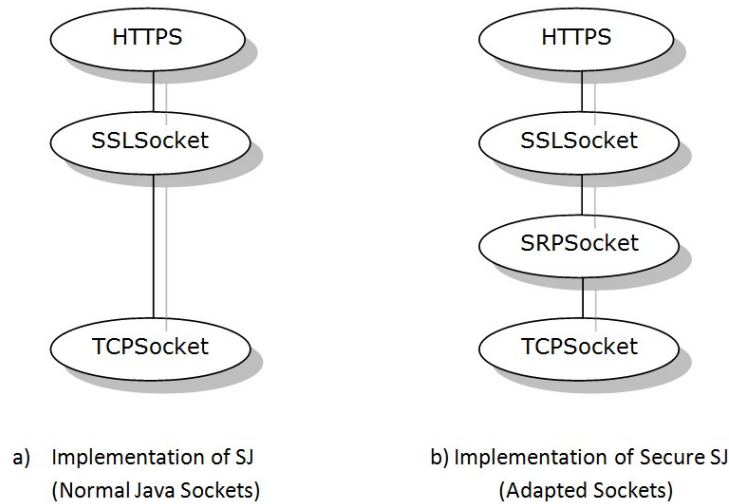 HTTPS
SSLSocket
TCPSocket
a) Implementation of SJ
(Normal Java Sockets)
HTTPS
SSLSocket
SRPSocket
TCPSocket
b) Implementation of Secure SJ
(Adapted Sockets)